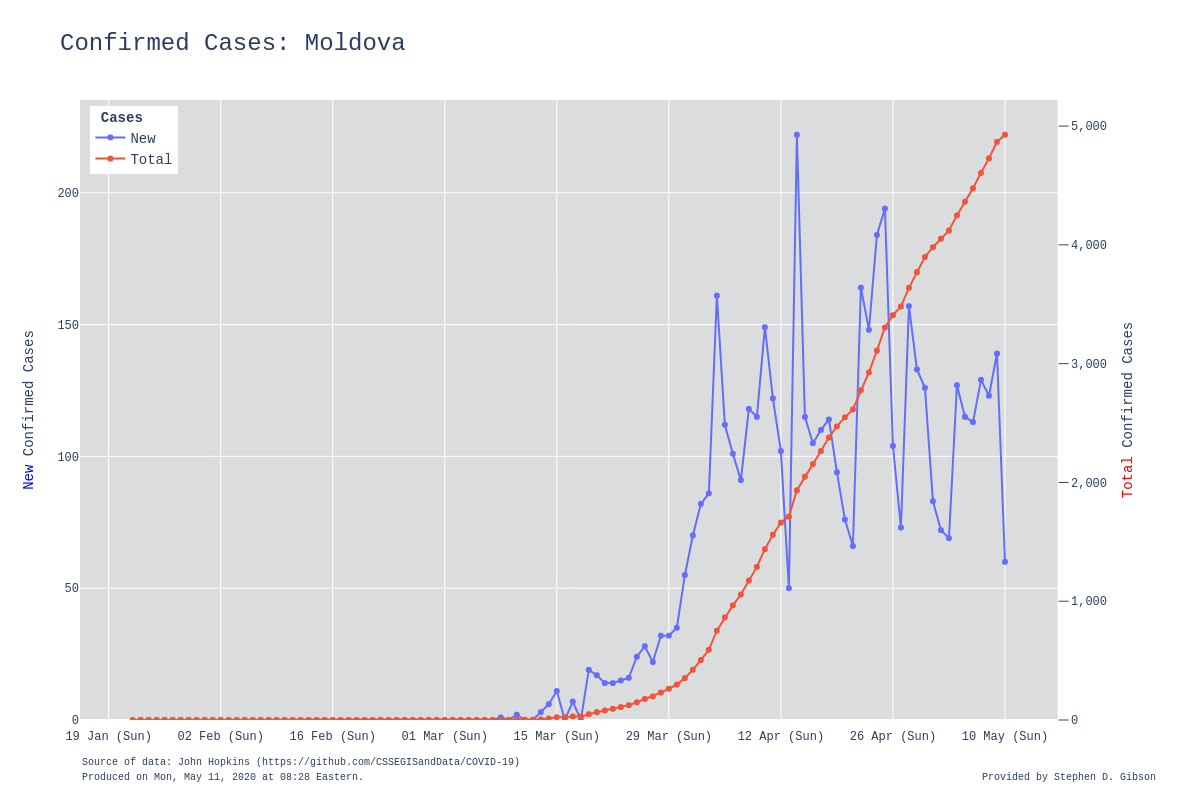 Confirmed Cases: Moldova
Cases
New
Total
200
150
100
50
0
5,000
4,000
3,000
2,000
1,000
0
New Confirmed Cases
Total Confirmed Cases
19 Jan (Sun) 02 Feb (Sun) 16 Feb (Sun) 01 Mar (Sun) 15 Mar (Sun) 29 Mar (Sun) 12 Apr (Sun) 26 Apr (Sun) 10 May (Sun)
Source of data: John Hopkins (https://github.com/CSSEGISandData/COVID-19)
Produced on Mon, May 11, 2020 at 08:28 Eastern.
Provided by Stephen D. Gibson